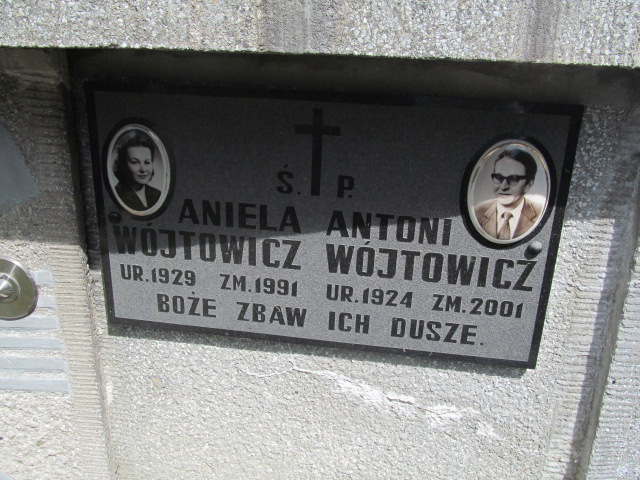 Ś. P.
ANIELA ANTONI
WÓJTOWICZ WÓJTOWICZ
UR. 1929 ZM. 1991 UR. 1924 ZM. 2001
BOŻE ZBAW ICH DUSZE.